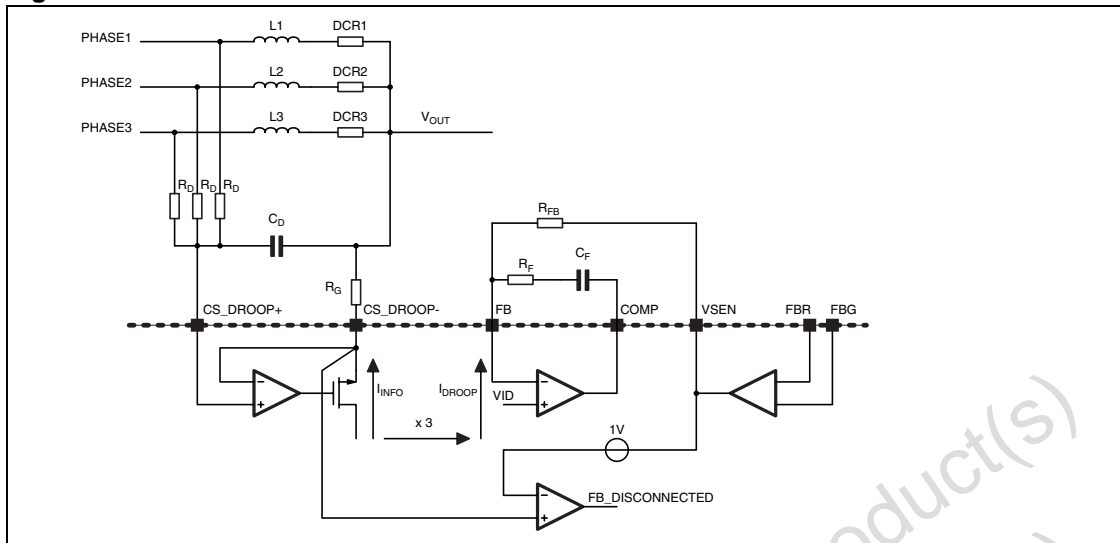 PHASE1
L1
DCR1
PHASE2
L2
DCR2
PHASE3
L3
DCR3
VOUT
RD
RD
RD
CD
RG
RFB
RF
CF
CS_DROOP+
CS_DROOP-
FB
COMP
VSEN
FBR
FBG
IINFO
IDROOP
VID
x 3
1V
FB_DISCONNECTED
-
+
-
+
-
+